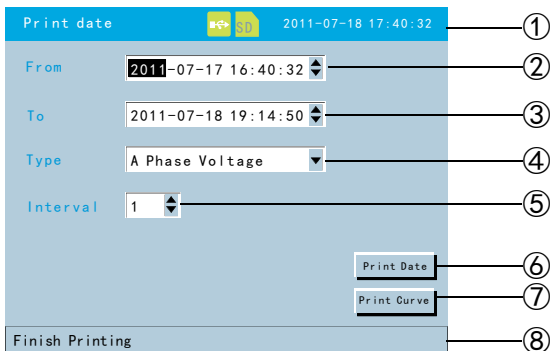 Print date SD 2011-07-18 17:40:32 ①
From 2011-07-17 16:40:32 ②
To 2011-07-18 19:14:50 ③
Type A Phase Voltage ④
Interval 1 ⑤
Print Date ⑥
Print Curve ⑦
Finish Printing ⑧